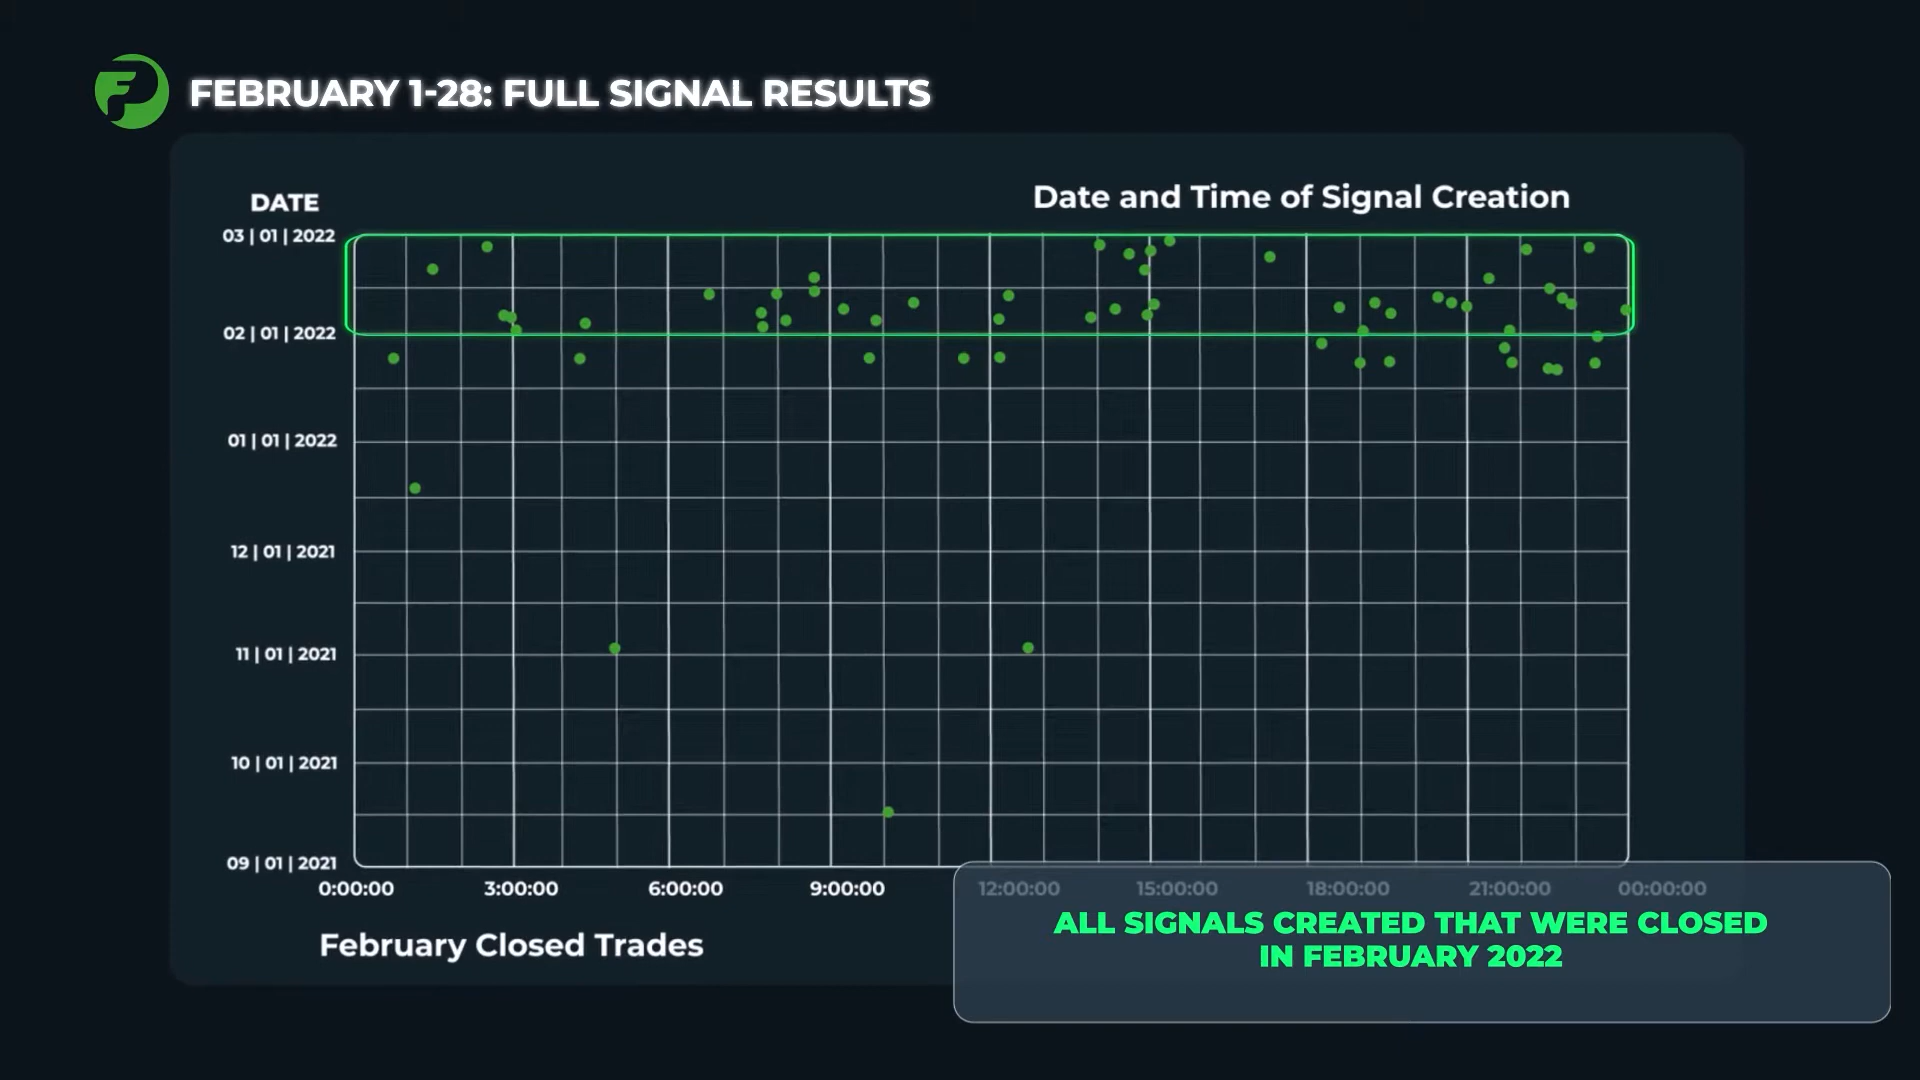 FEBRUARY 1-28: FULL SIGNAL RESULTS
DATE
Date and Time of Signal Creation
03 | 01 | 2022
02 | 01 | 2022
01 | 01 | 2022
12 | 01 | 2021
11 | 01 | 2021
10 | 01 | 2021
09 | 01 | 2021
0:00:00 3:00:00 6:00:00 9:00:00 12:00:00 15:00:00 18:00:00 21:00:00 00:00:00
February Closed Trades
ALL SIGNALS CREATED THAT WERE CLOSED
IN FEBRUARY 2022